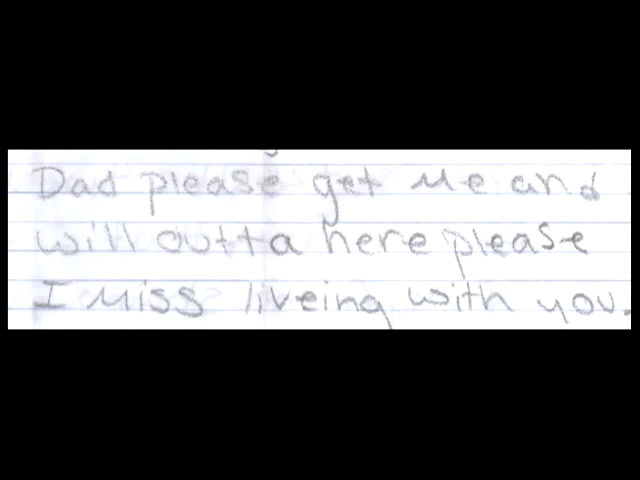 Dad please get me and
will outta here please
I miss liveing with you.